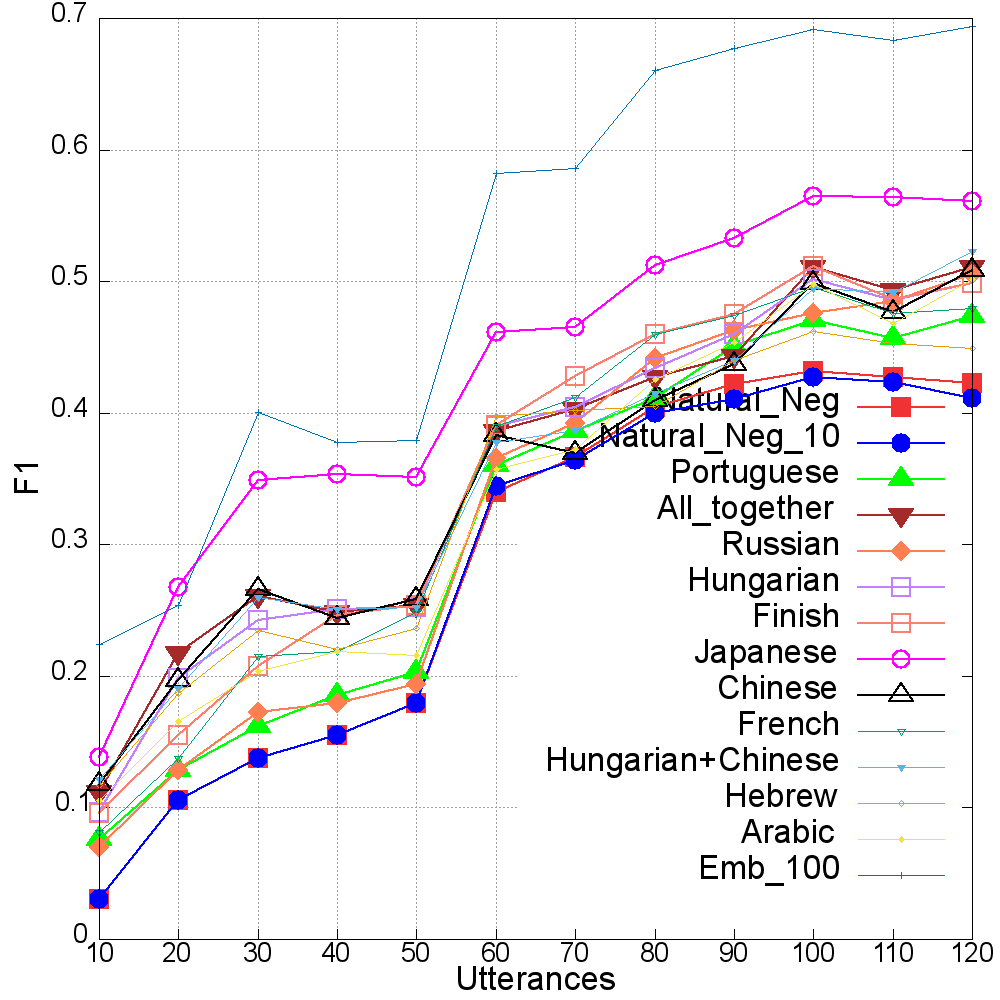 0.7
0.6
0.5
0.4
0.3
0.2
0.1
0
F1
Natural_Neg
Natural_Neg_10
Portuguese
All_together
Russian
Hungarian
Finish
Japanese
Chinese
French
Hungarian+Chinese
Hebrew
Arabic
Emb_100
10 20 30 40 50 60 70 80 90 100 110 120
Utterances